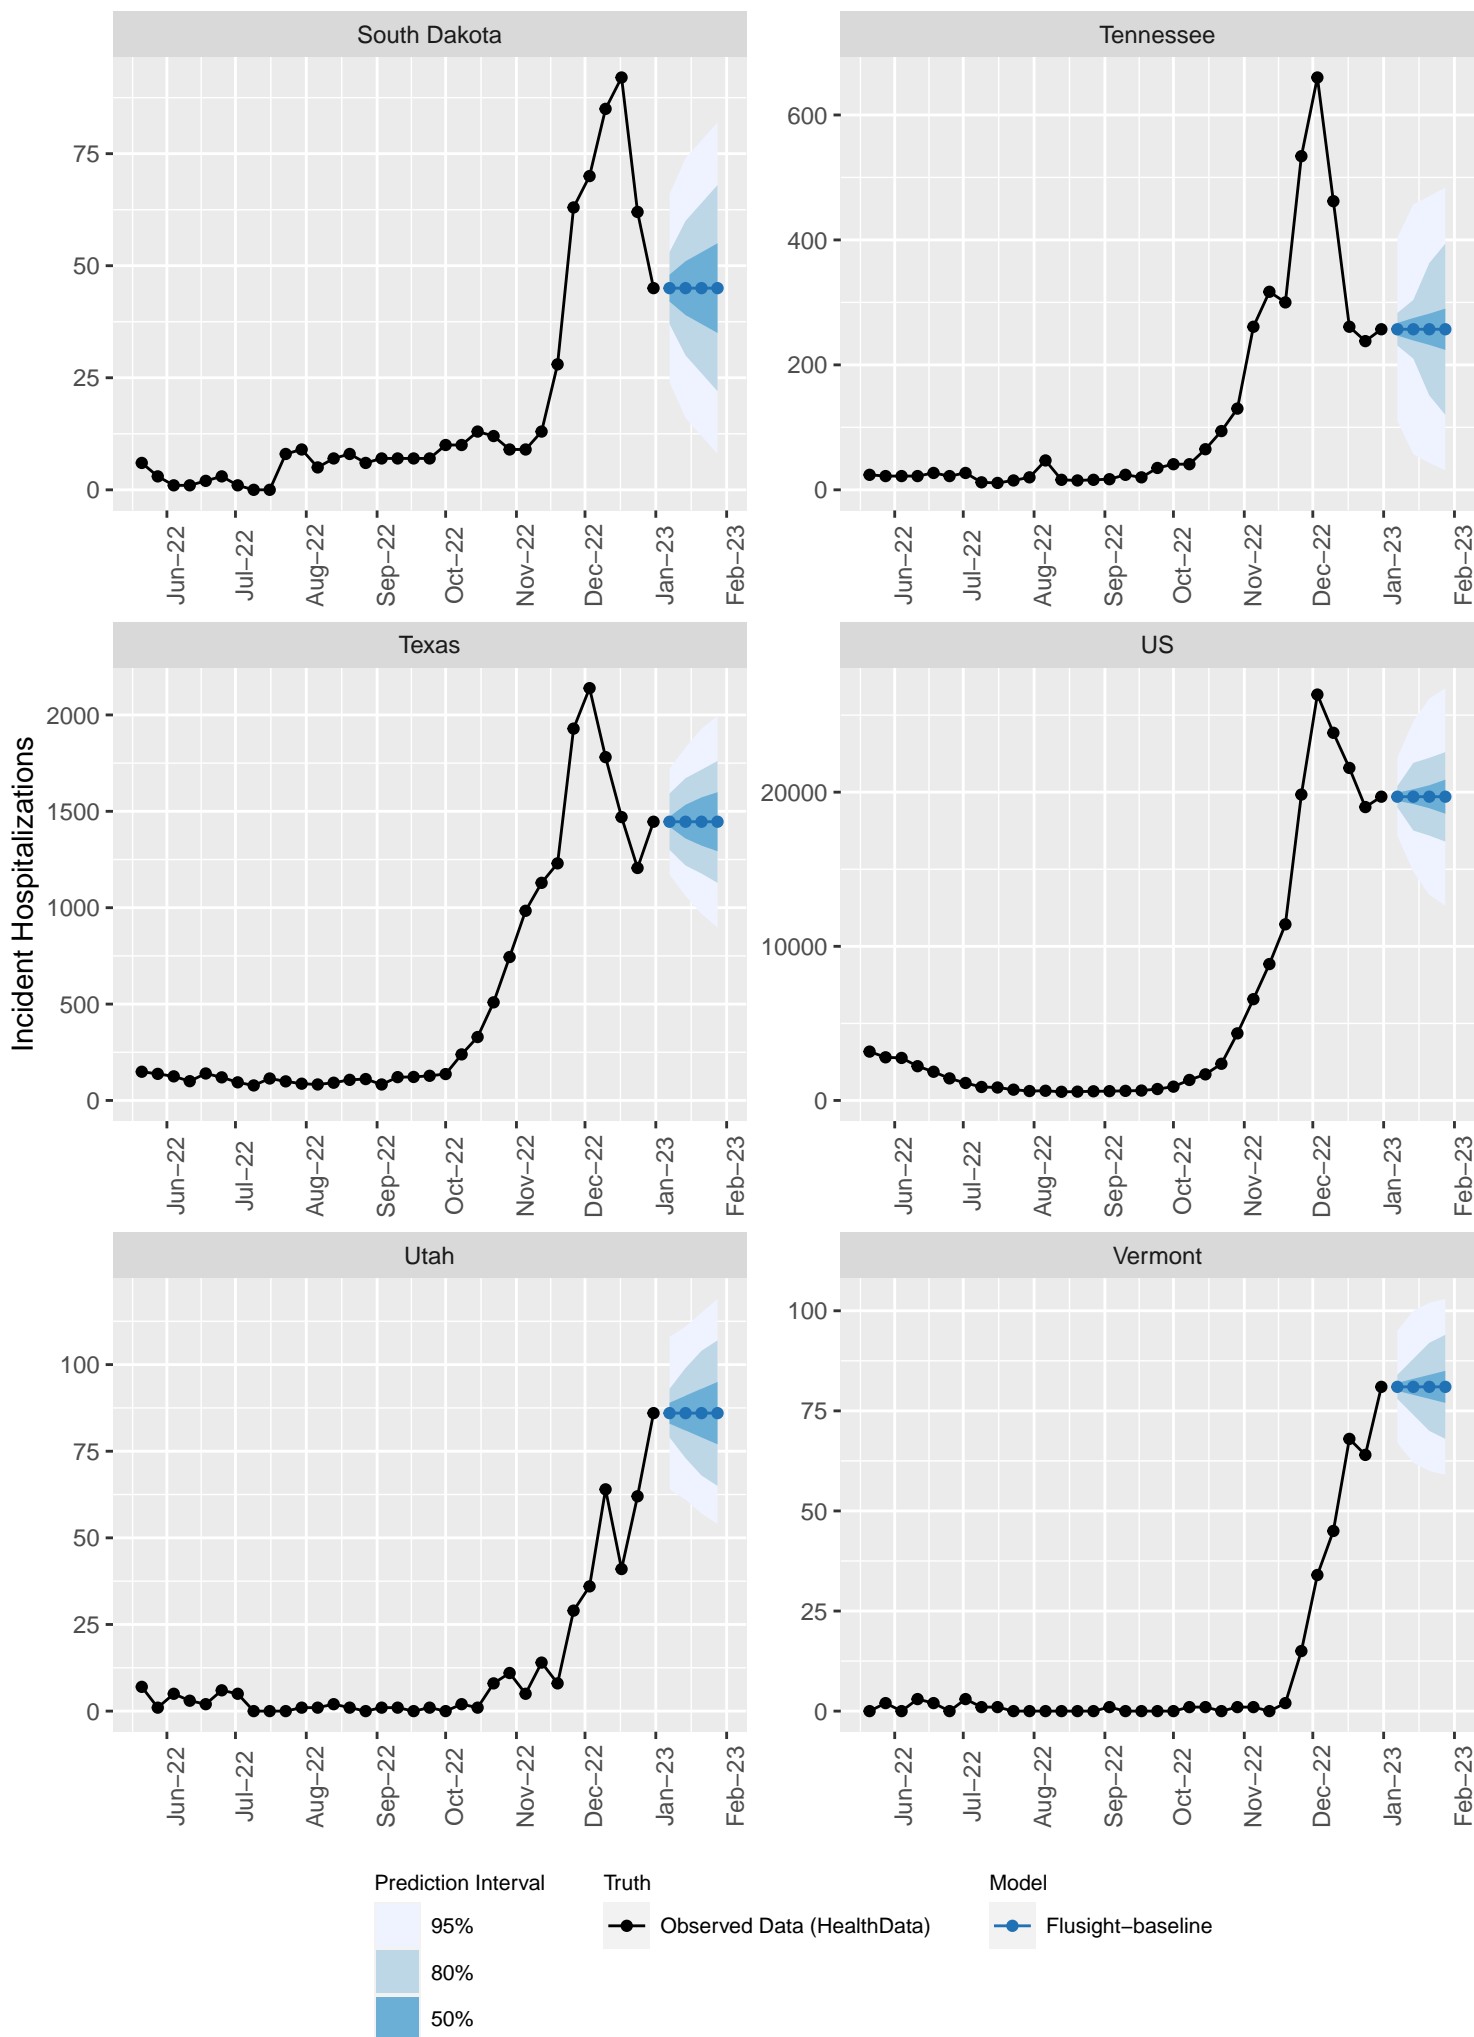 South Dakota
Tennessee
75
50
25
0
600
400
200
0
Jun−22
Jul−22
Aug−22
Sep−22
Oct−22
Nov−22
Dec−22
Jan−23
Feb−23
Jun−22
Jul−22
Aug−22
Sep−22
Oct−22
Nov−22
Dec−22
Jan−23
Feb−23
Incident Hospitalizations
Texas
US
2000
1500
1000
500
0
20000
10000
0
Jun−22
Jul−22
Aug−22
Sep−22
Oct−22
Nov−22
Dec−22
Jan−23
Feb−23
Jun−22
Jul−22
Aug−22
Sep−22
Oct−22
Nov−22
Dec−22
Jan−23
Feb−23
Utah
Vermont
100
75
50
25
0
100
75
50
25
0
Jun−22
Jul−22
Aug−22
Sep−22
Oct−22
Nov−22
Dec−22
Jan−23
Feb−23
Jun−22
Jul−22
Aug−22
Sep−22
Oct−22
Nov−22
Dec−22
Jan−23
Feb−23
Prediction Interval
95%
80%
50%
Truth
Observed Data (HealthData)
Model
Flusight−baseline